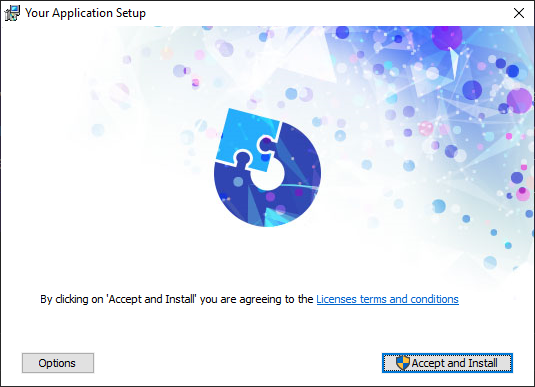 Your Application Setup
By clicking on 'Accept and Install' you are agreeing to the Licenses terms and conditions
Options
Accept and Install